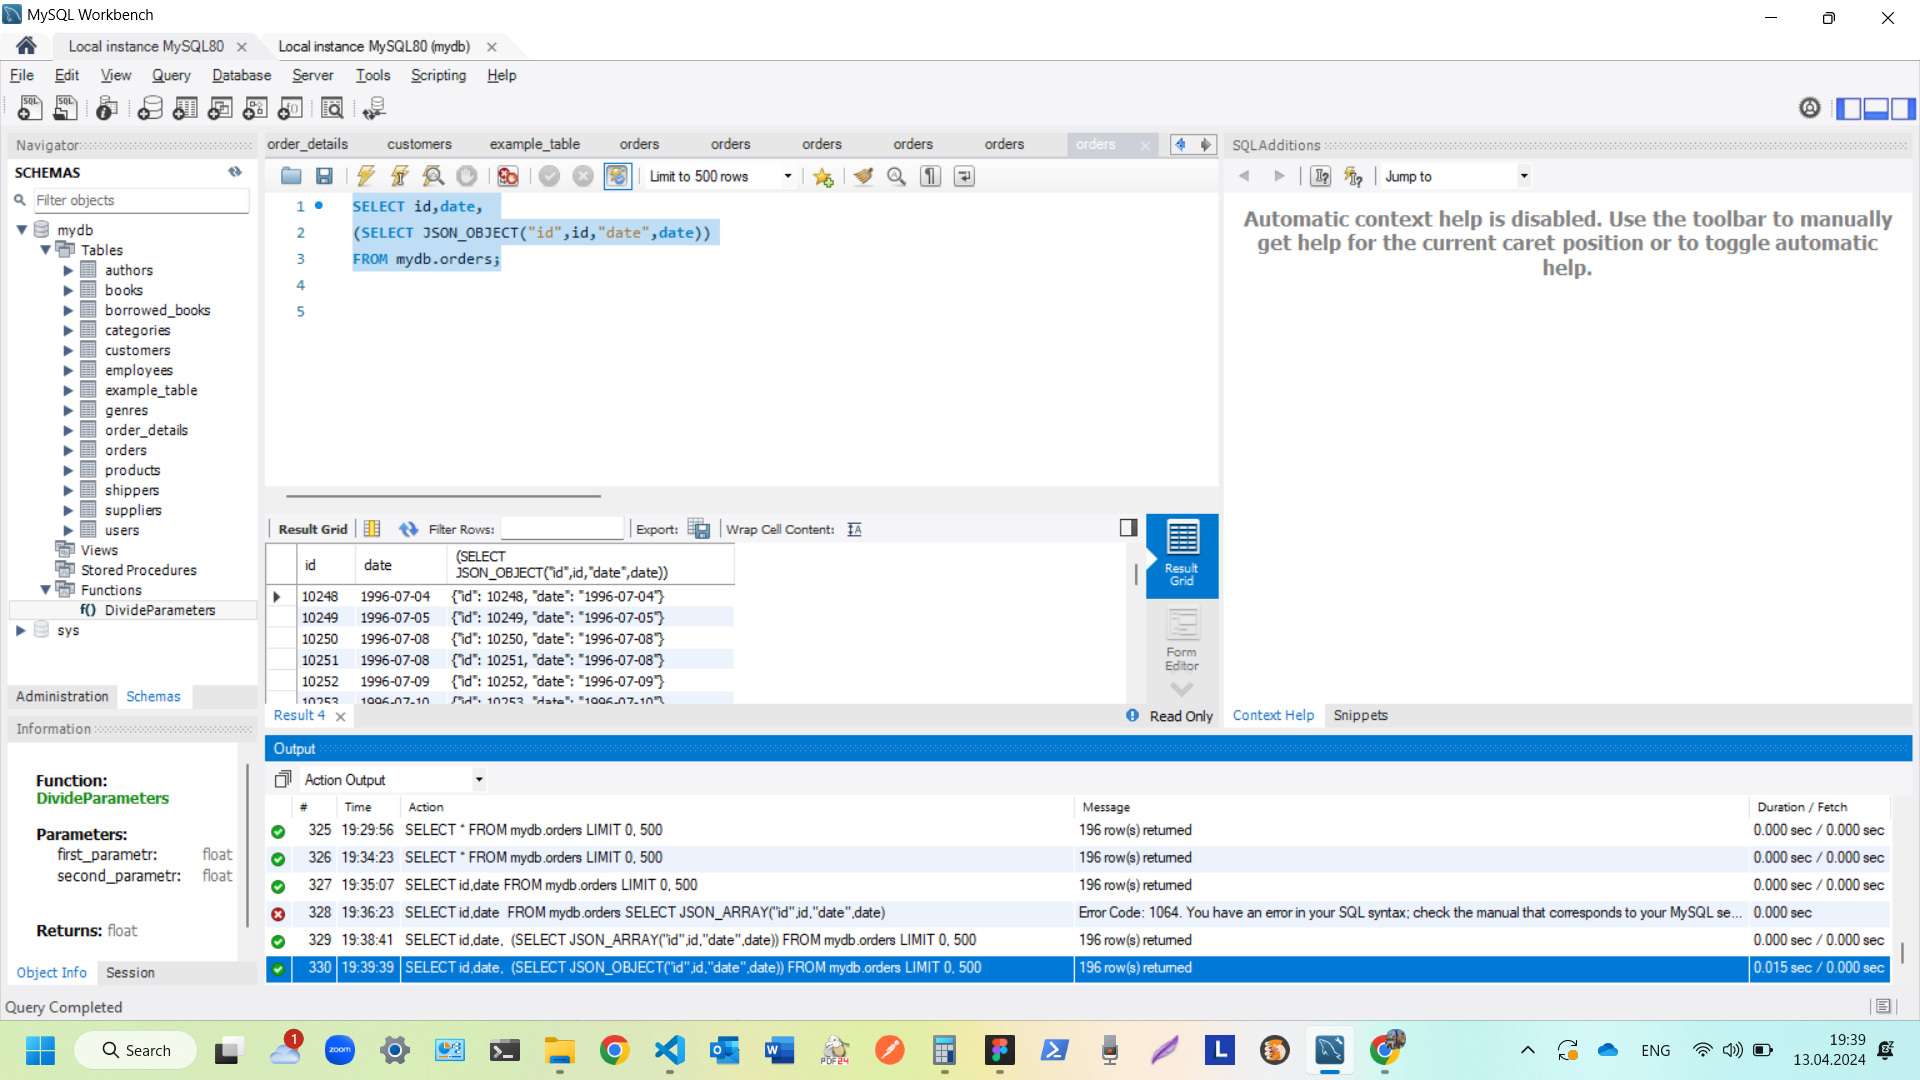 MySQL Workbench
Local instance MySQL80
Local instance MySQL80 (mydb)
File Edit View Query Database Server Tools Scripting Help
Navigator
SCHEMAS
Filter objects
mydb
Tables
authors
books
borrowed_books
categories
customers
employees
example_table
genres
order_details
orders
products
shippers
suppliers
users
Views
Stored Procedures
Functions
f() DivideParameters
sys
Administration Schemas
Information
Function:
DivideParameters
Parameters:
first_parametr: float
second_parametr: float
Returns: float
Object Info Session
order_details customers example_table orders orders orders orders orders orders
Limit to 500 rows
1 SELECT id,date,
2 (SELECT JSON_OBJECT("id",id,"date",date))
3 FROM mydb.orders;
4
5
Result Grid Filter Rows: Export: Wrap Cell Content:
id date (SELECT
JSON_OBJECT("id",id,"date",date))
10248 1996-07-04 {"id": 10248, "date": "1996-07-04"}
10249 1996-07-05 {"id": 10249, "date": "1996-07-05"}
10250 1996-07-08 {"id": 10250, "date": "1996-07-08"}
10251 1996-07-08 {"id": 10251, "date": "1996-07-08"}
10252 1996-07-09 {"id": 10252, "date": "1996-07-09"}
10253 1996-07-10 {"id": 10253, "date": "1996-07-10"}
Result
Grid
Form
Editor
Result 4
Read Only
SQLAdditions
Jump to
Automatic context help is disabled. Use the toolbar to manually
get help for the current caret position or to toggle automatic
help.
Context Help Snippets
Output
Action Output
# Time Action Message Duration / Fetch
325 19:29:56 SELECT * FROM mydb.orders LIMIT 0, 500 196 row(s) returned 0.000 sec / 0.000 sec
326 19:34:23 SELECT * FROM mydb.orders LIMIT 0, 500 196 row(s) returned 0.000 sec / 0.000 sec
327 19:35:07 SELECT id,date FROM mydb.orders LIMIT 0, 500 196 row(s) returned 0.000 sec / 0.000 sec
328 19:36:23 SELECT id,date FROM mydb.orders SELECT JSON_ARRAY("id",id,"date",date) Error Code: 1064. You have an error in your SQL syntax; check the manual that corresponds to your MySQL se... 0.000 sec
329 19:38:41 SELECT id,date, (SELECT JSON_ARRAY("id",id,"date",date)) FROM mydb.orders LIMIT 0, 500 196 row(s) returned 0.000 sec / 0.000 sec
330 19:39:39 SELECT id,date, (SELECT JSON_OBJECT("id",id,"date",date)) FROM mydb.orders LIMIT 0, 500 196 row(s) returned 0.015 sec / 0.000 sec
Query Completed
Search
1
zoom
PDF24
L
ENG
19:39
13.04.2024